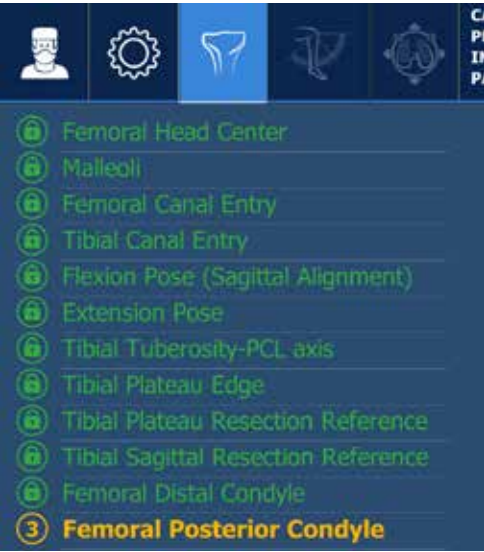 Femoral Head Center
Malleoli
Femoral Canal Entry
Tibial Canal Entry
Flexion Pose (Sagittal Alignment)
Extension Pose
Tibial Tuberosity-PCL axis
Tibial Plateau Edge
Tibial Plateau Resection Reference
Tibial Sagittal Resection Reference
Femoral Distal Condyle
3 Femoral Posterior Condyle